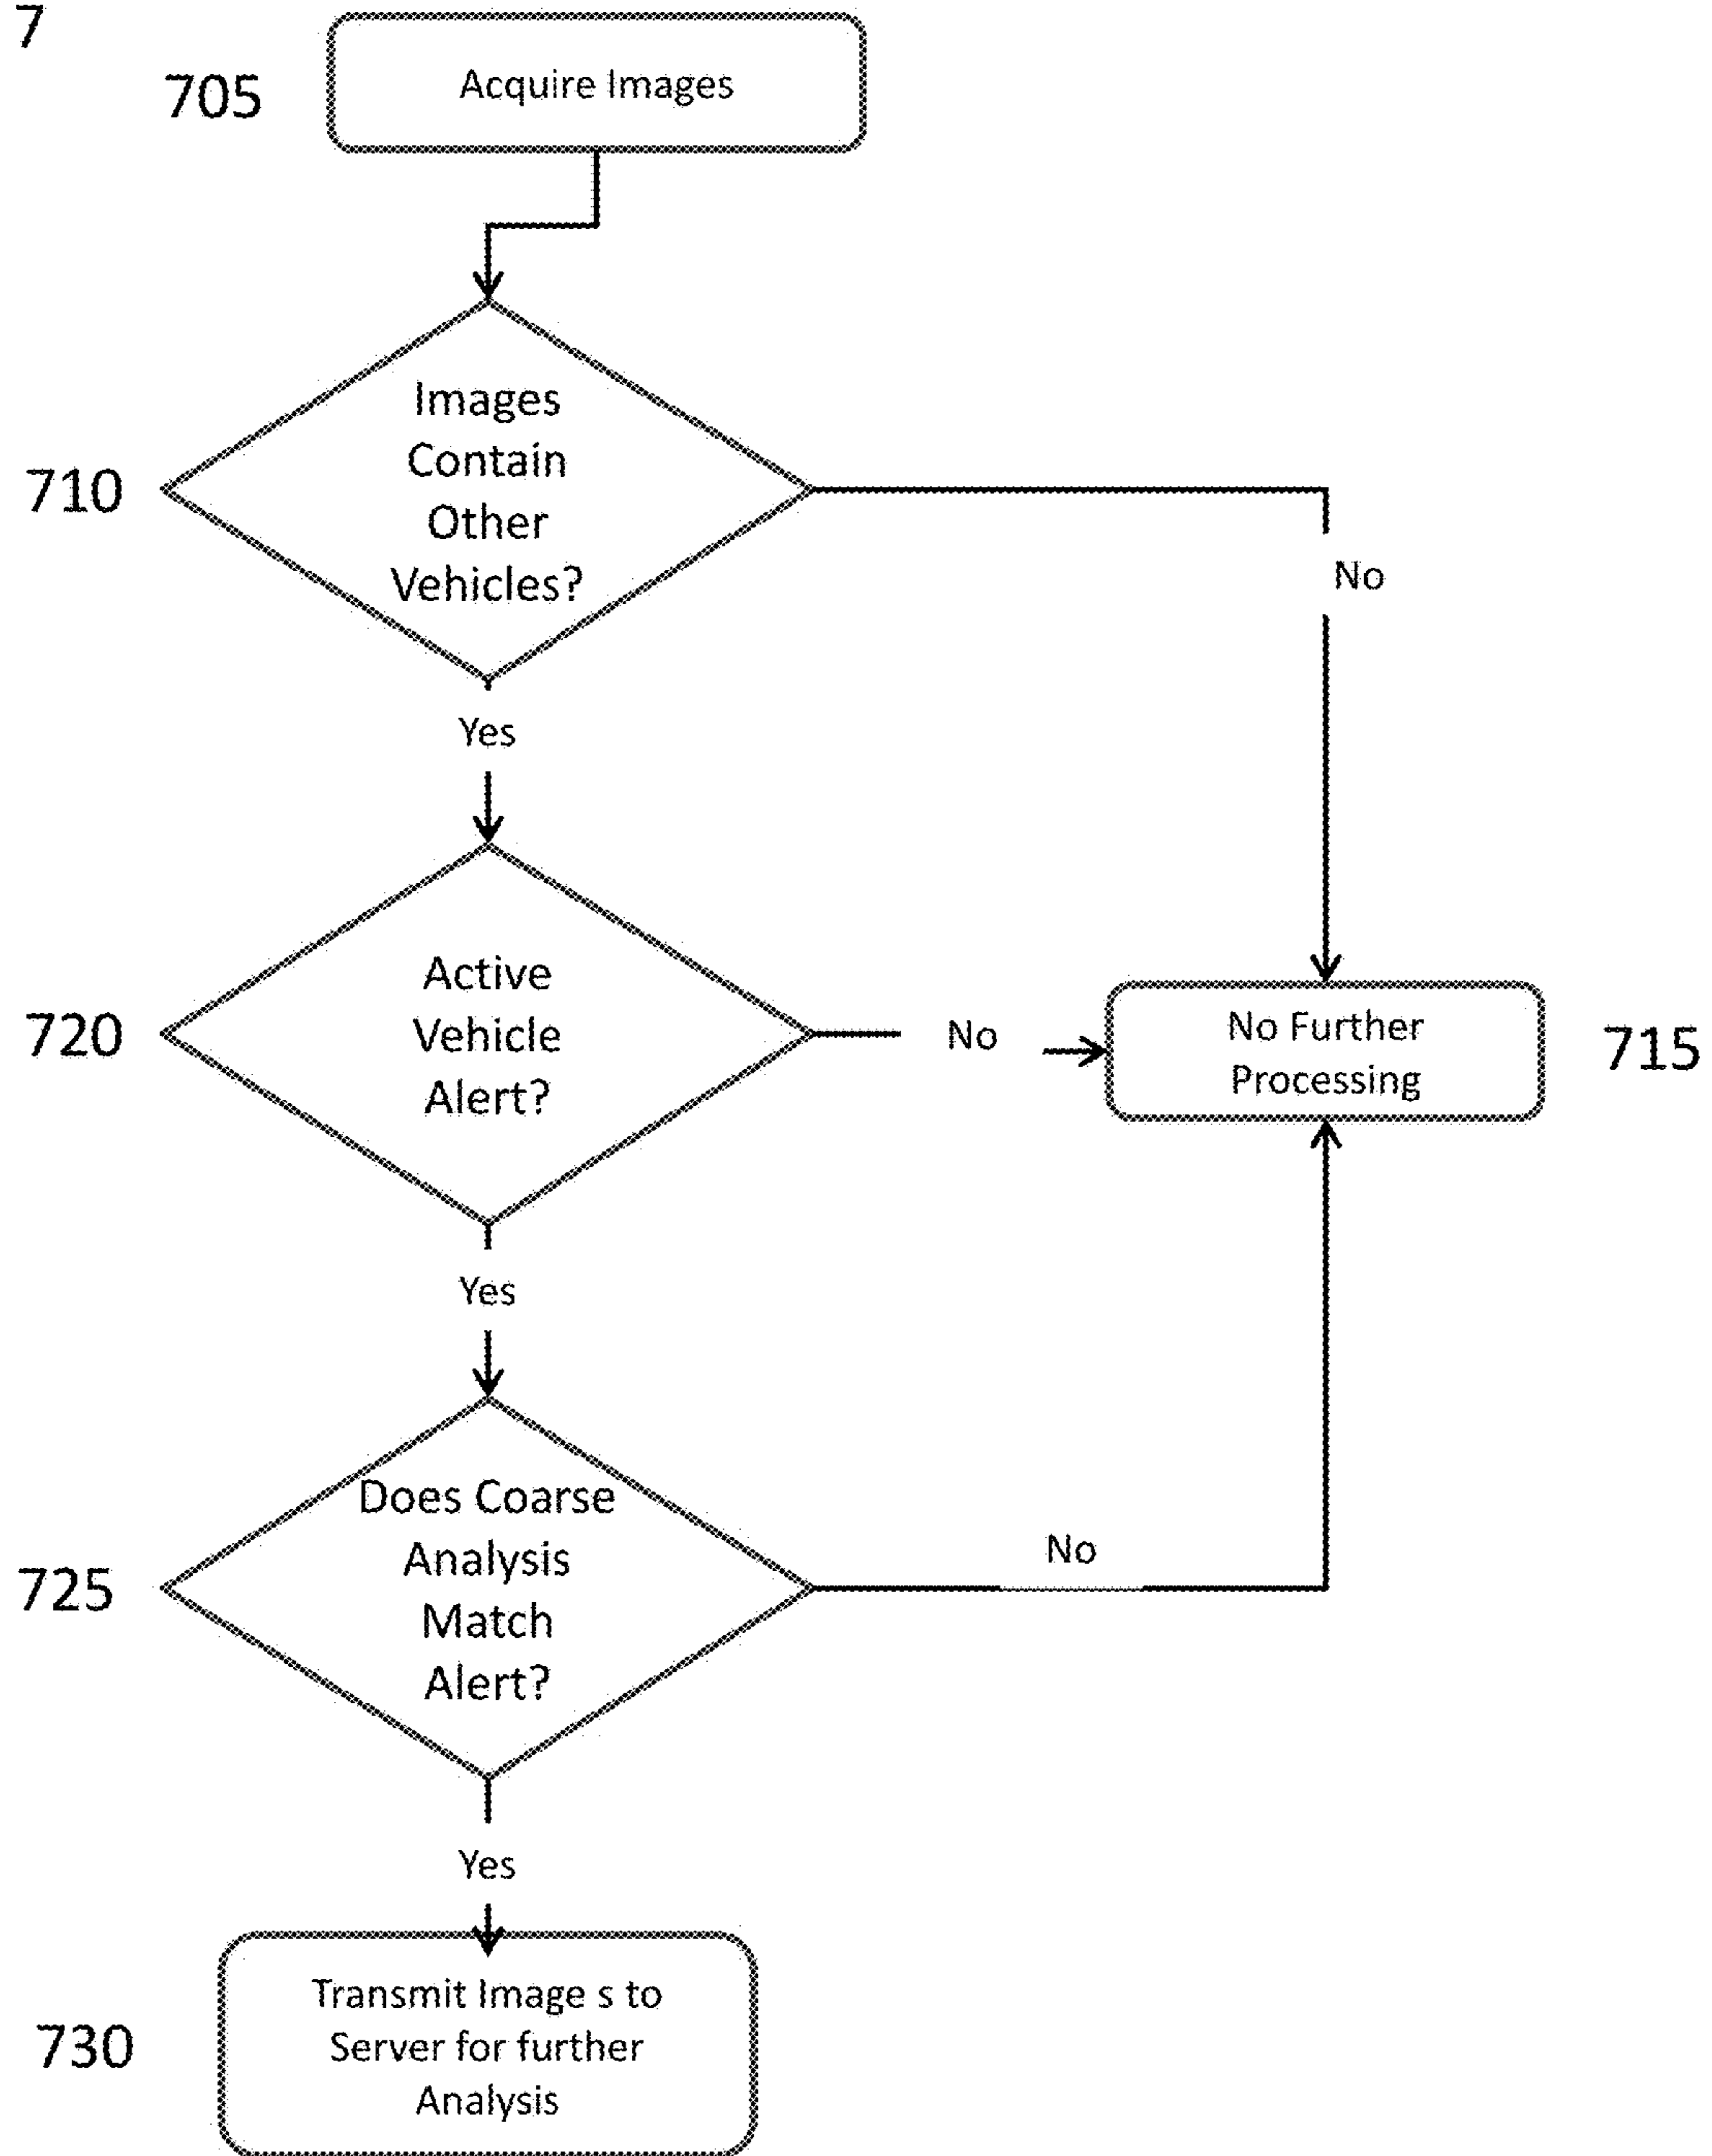 7
705
Acquire Images
710
Images
Contain
Other
Vehicles?
No
Yes
720
Active
Vehicle
Alert?
No
No Further
Processing
715
Yes
725
Does Coarse
Analysis
Match
Alert?
No
Yes
730
Transmit Image s to
Server for further
Analysis